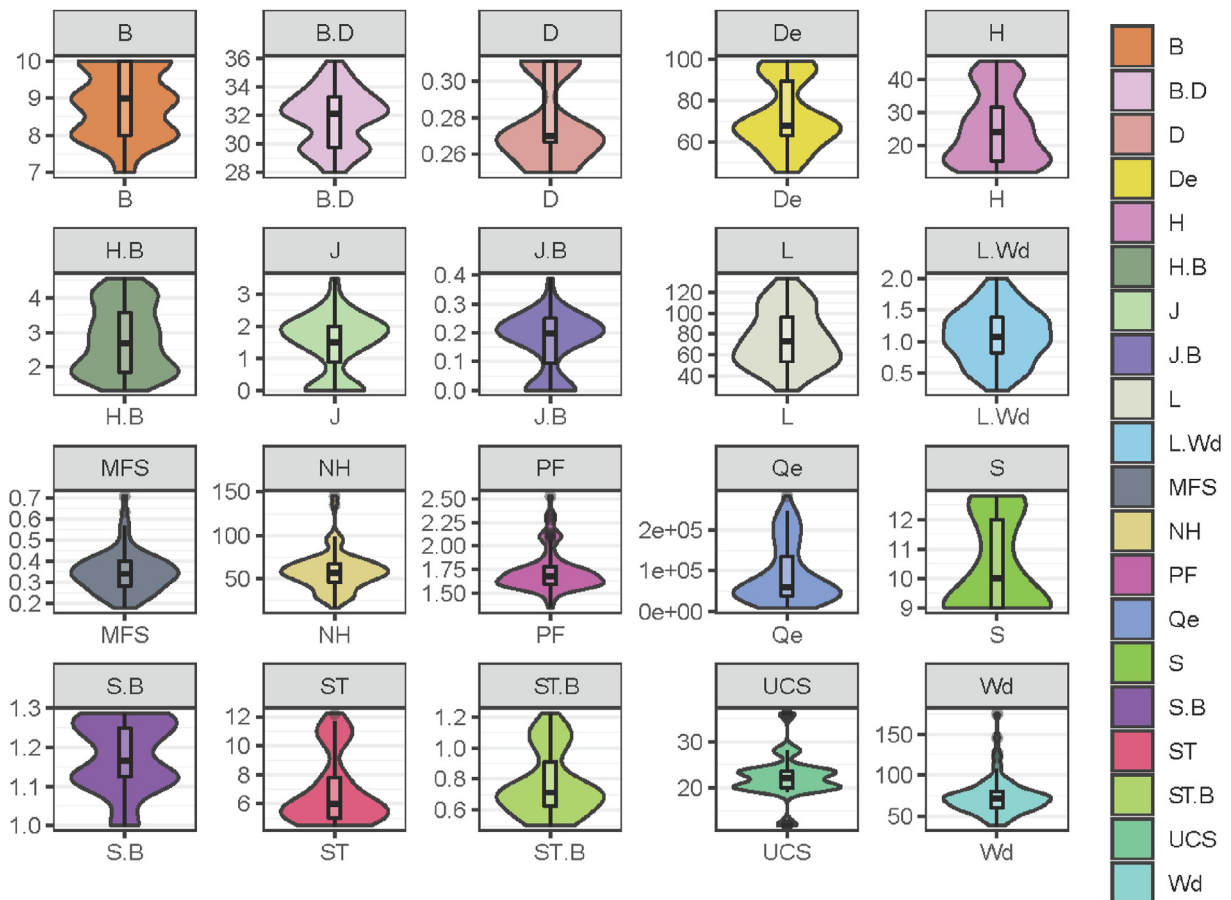 B B.D D De H
10
9
8
7
36
34
32
30
28
0.30
0.28
0.26
100
80
60
40
30
20
B B.D D De H
H.B J J.B L L.Wd
4
3
2
3
2
1
0
0.4
0.3
0.2
0.1
0.0
120
100
80
60
40
2.0
1.5
1.0
0.5
H.B J J.B L L.Wd
MFS NH PF Qe S
0.7
0.6
0.5
0.4
0.3
0.2
150
100
50
2.50
2.25
2.00
1.75
1.50
2e+05
1e+05
0e+00
12
11
10
9
MFS NH PF Qe S
S.B ST ST.B UCS Wd
1.3
1.2
1.1
1.0
12
10
8
6
1.2
1.0
0.8
0.6
30
20
150
100
50
S.B ST ST.B UCS Wd
B
B.D
D
De
H
H.B
J
J.B
L
L.Wd
MFS
NH
PF
Qe
S
S.B
ST
ST.B
UCS
Wd